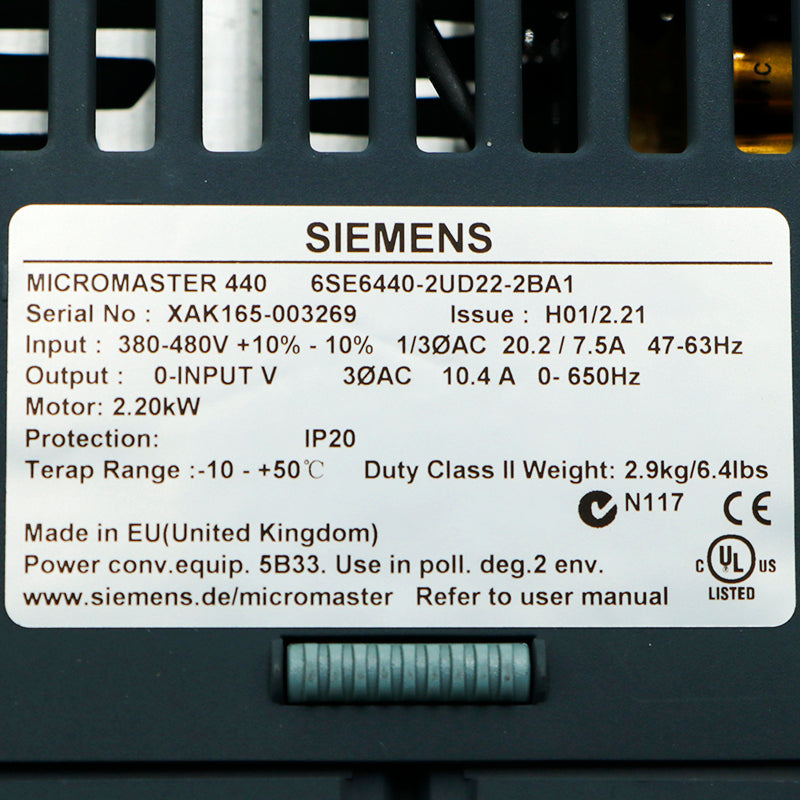 SIEMENS
MICROMASTER 440 6SE6440-2UD22-2BA1
Serial No : XAK165-003269 Issue : H01/2.21
Input : 380-480V +10% - 10% 1/3ØAC 20.2 / 7.5A 47-63Hz
Output : 0-INPUT V 3ØAC 10.4 A 0- 650Hz
Motor: 2.20kW
Protection: IP20
Terap Range :-10 - +50℃ Duty Class II Weight: 2.9kg/6.4lbs
N117 CE
Made in EU(United Kingdom)
Power conv.equip. 5B33. Use in poll. deg.2 env.
C UL US
LISTED
www.siemens.de/micromaster Refer to user manual